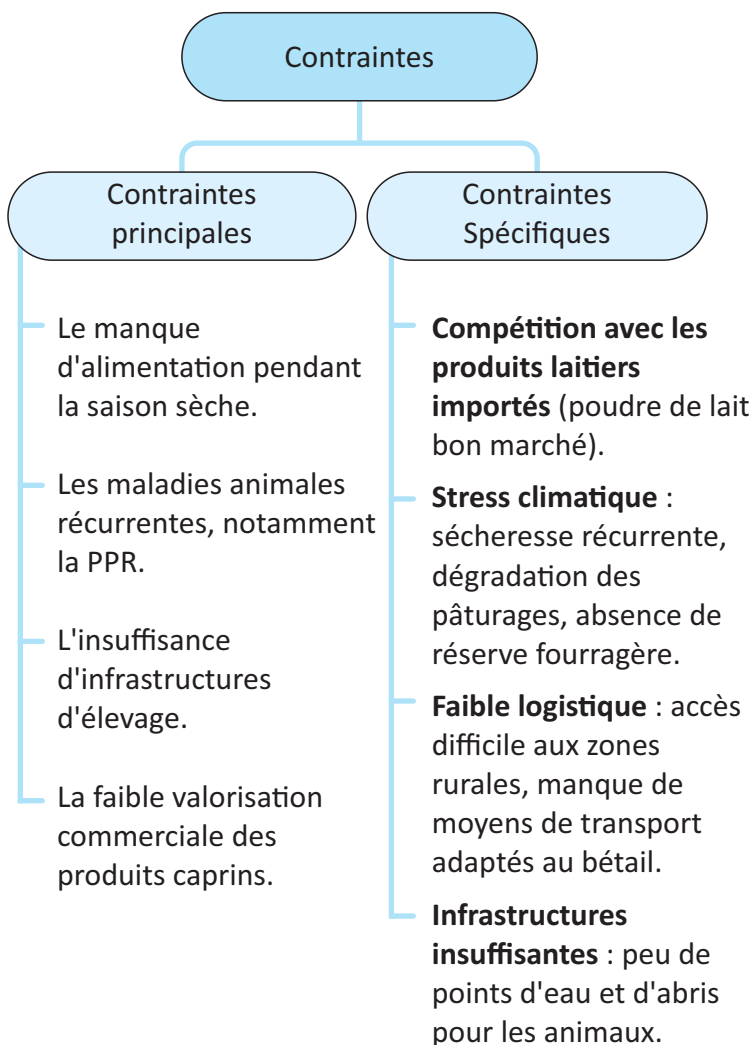 Contraintes
Contraintes
principales
Le manque
d'alimentation pendant
la saison sèche.
Les maladies animales
récurrentes, notamment
la PPR.
L'insuffisance
d'infrastructures
d'élevage.
La faible valorisation
commerciale des
produits caprins.
Contraintes
Spécifiques
Compétition avec les
produits laitiers
importés (poudre de lait
bon marché).
Stress climatique :
sécheresse récurrente,
dégradation des
pâturages, absence de
réserve fourragère.
Faible logistique : accès
difficile aux zones
rurales, manque de
moyens de transport
adaptés au bétail.
Infrastructures
insuffisantes : peu de
points d'eau et d'abris
pour les animaux.